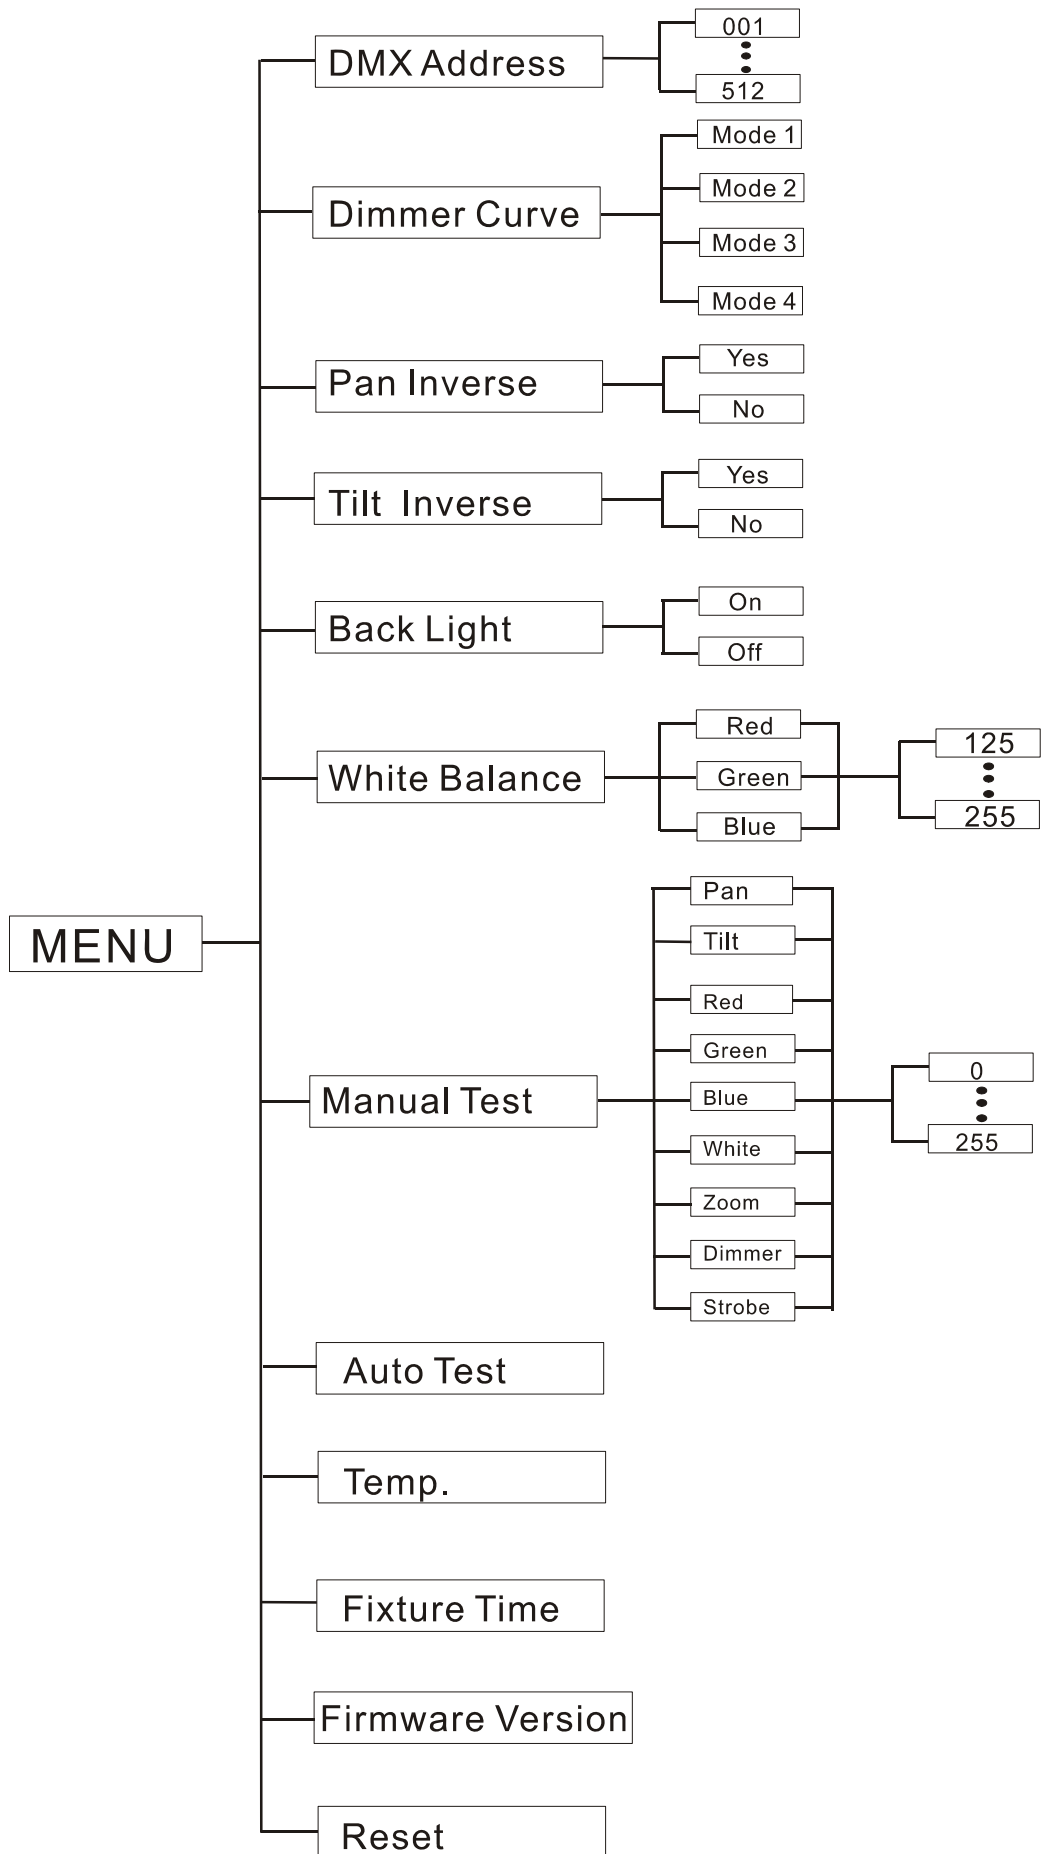 DMX Address
001
512
Dimmer Curve
Mode 1
Mode 2
Mode 3
Mode 4
Pan Inverse
Yes
No
Tilt Inverse
Yes
No
Back Light
On
Off
White Balance
Red
Green
Blue
125
255
MENU
Manual Test
Pan
Tilt
Red
Green
Blue
White
Zoom
Dimmer
Strobe
0
255
Auto Test
Temp.
Fixture Time
Firmware Version
Reset